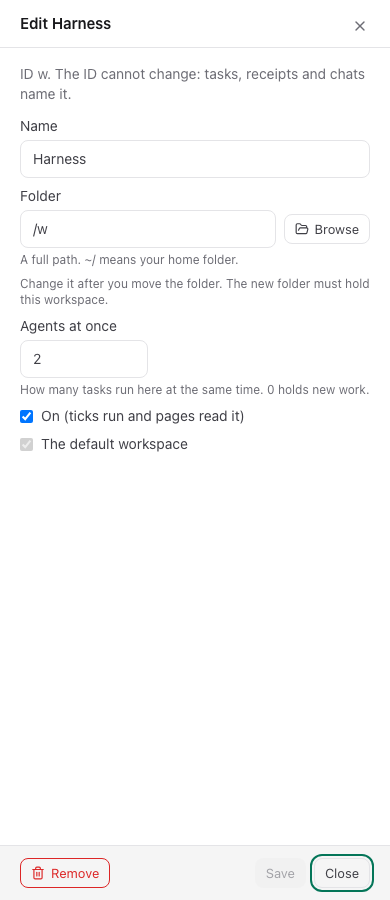 Edit Harness
ID w. The ID cannot change: tasks, receipts and chats
name it.
Name
Harness
Folder
/w
Browse
A full path. ~/ means your home folder.
Change it after you move the folder. The new folder must hold
this workspace.
Agents at once
2
How many tasks run here at the same time. 0 holds new work.
On (ticks run and pages read it)
The default workspace
Remove
Save
Close